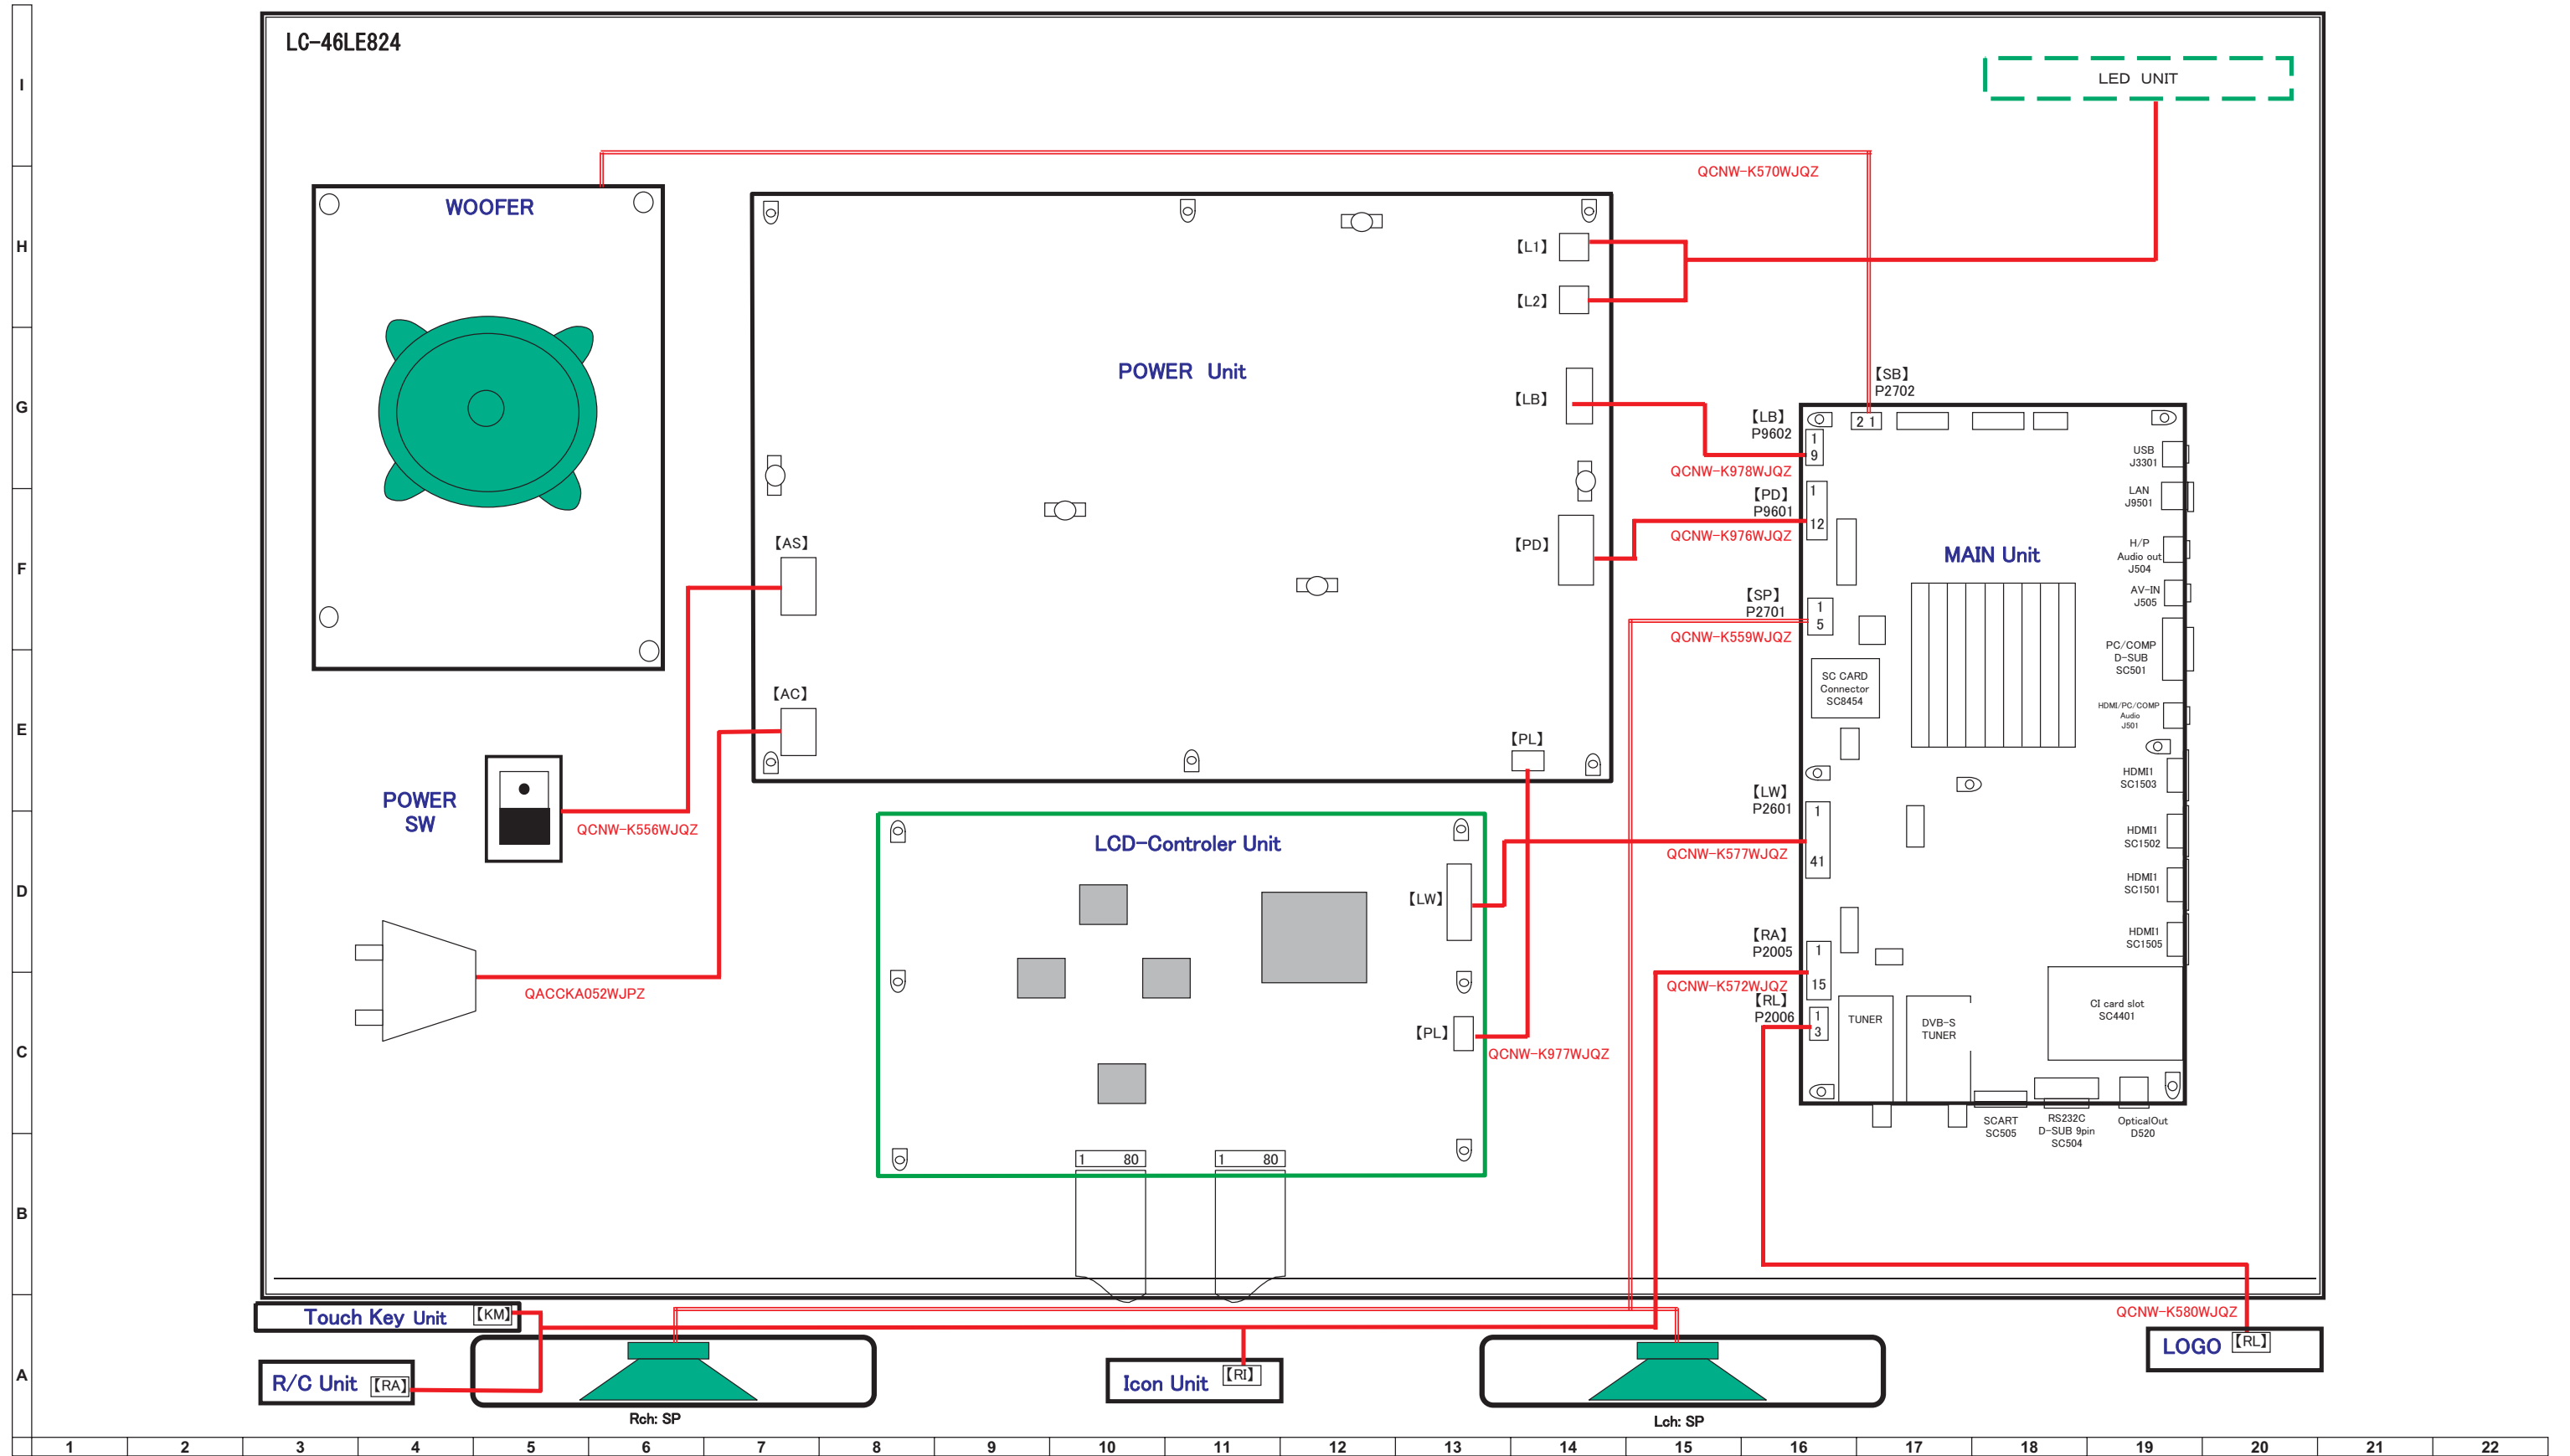 LC-46LE824
I
H
G
F
E
D
C
B
A
LED UNIT
QCNW-K570WJQZ
WOOFER
POWER Unit
【L1】
【L2】
【LB】
【PD】
【AS】
【AC】
【PL】
【SB】
P2702
2 1
【LB】
P9602
1
9
QCNW-K978WJQZ
【PD】
P9601
1
12
QCNW-K976WJQZ
【SP】
P2701
1
5
QCNW-K559WJQZ
MAIN Unit
USB
J3301
LAN
J9501
H/P
Audio out
J504
AV-IN
J505
PC/COMP
D-SUB
SC501
HDMI/PC/COMP
Audio
J501
HDMI1
SC1503
HDMI1
SC1502
HDMI1
SC1501
HDMI1
SC1505
SC CARD
Connector
SC8454
【LW】
P2601
1
41
QCNW-K577WJQZ
【RA】
P2005
1
15
QCNW-K572WJQZ
【RL】
P2006
1
3
TUNER
DVB-S
TUNER
CI card slot
SC4401
SCART
SC505
RS232C
D-SUB 9pin
SC504
OpticalOut
D520
POWER
SW
QCNW-K556WJQZ
QACCKA052WJPZ
LCD-Controler Unit
【LW】
【PL】
QCNW-K977WJQZ
1 80
1 80
Touch Key Unit 【KM】
R/C Unit 【RA】
Rch: SP
Icon Unit 【RI】
Lch: SP
QCNW-K580WJQZ
LOGO 【RL】
1 2 3 4 5 6 7 8 9 10 11 12 13 14 15 16 17 18 19 20 21 22